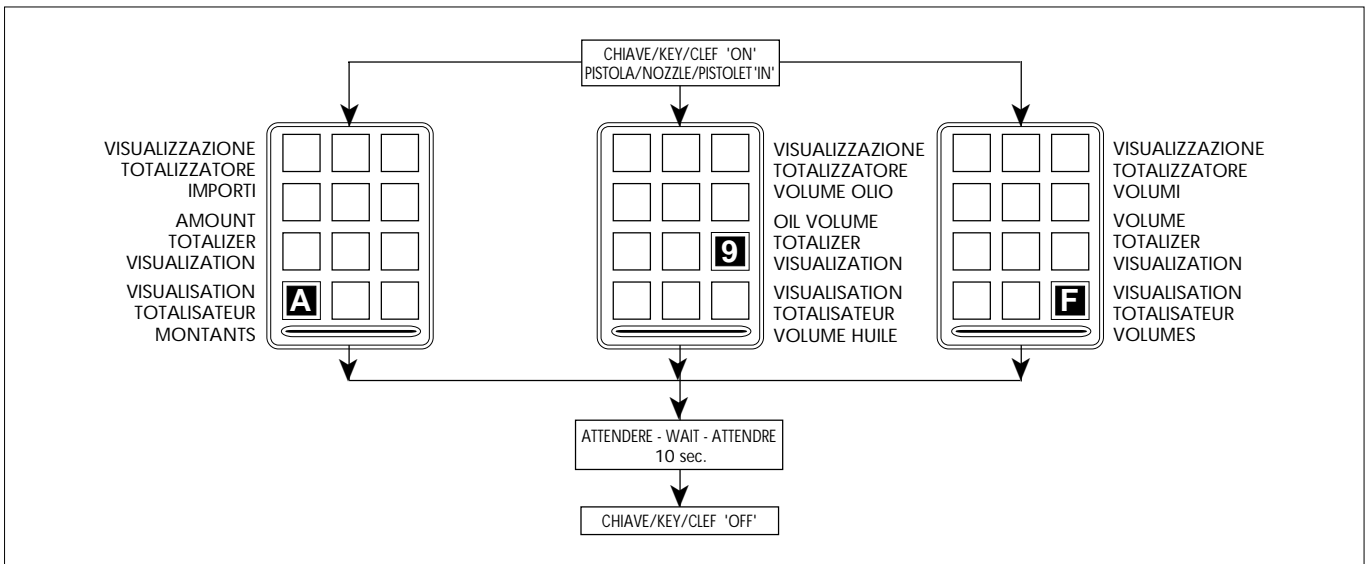 CHIAVE/KEY/CLEF 'ON'
PISTOLA/NOZZLE/PISTOLET 'IN'
VISUALIZZAZIONE
TOTALIZZATORE
IMPORTI
AMOUNT
TOTALIZER
VISUALIZATION
VISUALISATION
TOTALISATEUR
MONTANTS
A
9
VISUALIZZAZIONE
TOTALIZZATORE
VOLUME OLIO
OIL VOLUME
TOTALIZER
VISUALIZATION
VISUALISATION
TOTALISATEUR
VOLUME HUILE
F
VISUALIZZAZIONE
TOTALIZZATORE
VOLUMI
VOLUME
TOTALIZER
VISUALIZATION
VISUALISATION
TOTALISATEUR
VOLUMES
ATTENDERE - WAIT - ATTENDRE
10 sec.
CHIAVE/KEY/CLEF 'OFF'